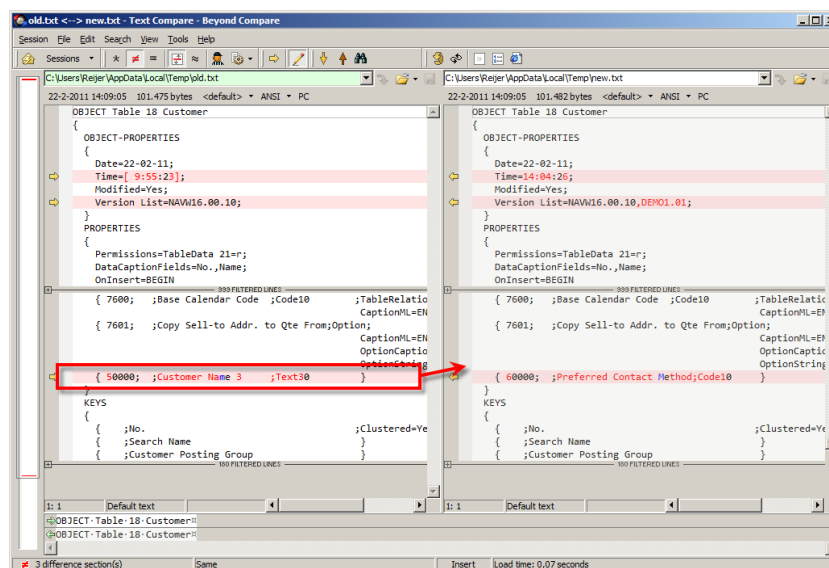 old.txt <--> new.txt - Text Compare - Beyond Compare
Session File Edit Search View Tools Help
Sessions
C:\Users\Reijer\AppData\Local\Temp\old.txt
22-2-2011 14:09:05 101.475 bytes <default> ANSI PC
OBJECT Table 18 Customer
{
OBJECT-PROPERTIES
{
Date=22-02-11;
Time=[ 9:55:23];
Modified=Yes;
Version List=NAVW16.00.10;
}
PROPERTIES
{
Permissions=TableData 21=r;
DataCaptionFields=No.,Name;
OnInsert=BEGIN
999 FILTERED LINES
{ 7600; ;Base Calendar Code ;Code10 ;TableRelatio
CaptionML=EN
{ 7601; ;Copy Sell-to Addr. to Qte From;Option;
CaptionML=EN
OptionCaptio
OptionString
{ 50000; ;Customer Name 3 ;Text30 }
}
KEYS
{
{ ;No. ;Clustered=Ye
{ ;Search Name }
{ ;Customer Posting Group }
160 FILTERED LINES
1: 1 Default text
C:\Users\Reijer\AppData\Local\Temp\new.txt
22-2-2011 14:09:05 101.482 bytes <default> ANSI PC
OBJECT Table 18 Customer
{
OBJECT-PROPERTIES
{
Date=22-02-11;
Time=14:04:26;
Modified=Yes;
Version List=NAVW16.00.10,DEMO1.01;
}
PROPERTIES
{
Permissions=TableData 21=r;
DataCaptionFields=No.,Name;
OnInsert=BEGIN
999 FILTERED LINES
{ 7600; ;Base Calendar Code ;Code10 ;TableRelatio
CaptionML=EN
{ 7601; ;Copy Sell-to Addr. to Qte From;Option;
CaptionML=EN
OptionCaptio
OptionString
{ 60000; ;Preferred Contact Method;Code10 }
}
KEYS
{
{ ;No. ;Clustered=Ye
{ ;Search Name }
{ ;Customer Posting Group }
160 FILTERED LINES
1: 1 Default text
OBJECT·Table·18·Customer¤
OBJECT·Table·18·Customer¤
3 difference section(s) Same Insert Load time: 0,07 seconds